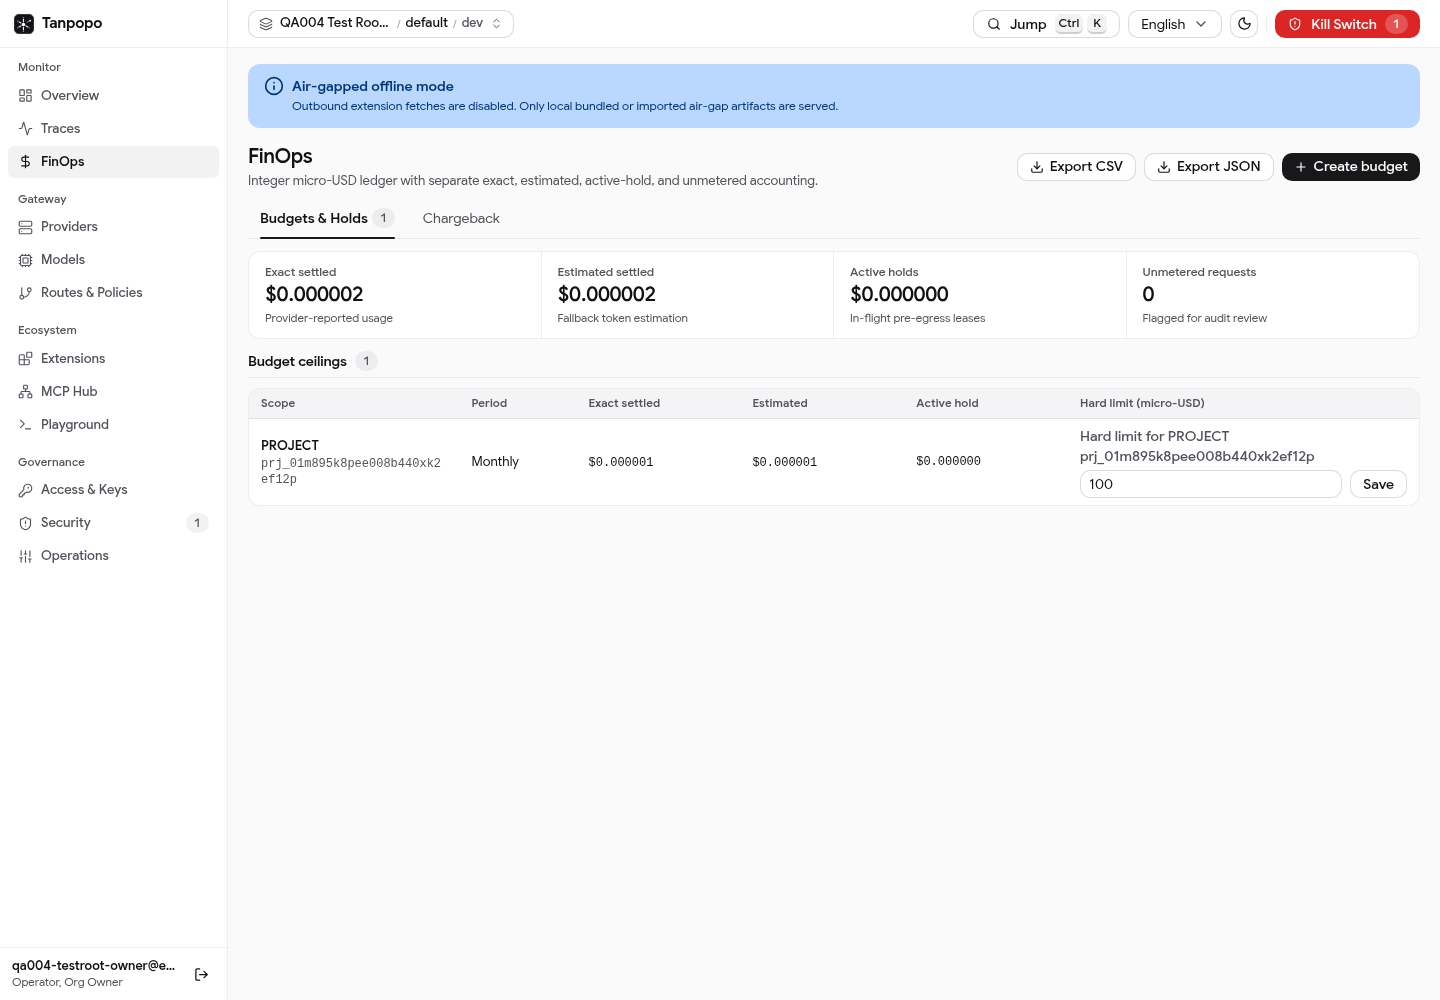 Tanpopo
QA004 Test Roo... / default / dev
Jump Ctrl K
English
Kill Switch 1
Monitor
Overview
Traces
FinOps
Gateway
Providers
Models
Routes & Policies
Ecosystem
Extensions
MCP Hub
Playground
Governance
Access & Keys
Security 1
Operations
qa004-testroot-owner@e...
Operator, Org Owner
Air-gapped offline mode
Outbound extension fetches are disabled. Only local bundled or imported air-gap artifacts are served.
FinOps
Integer micro-USD ledger with separate exact, estimated, active-hold, and unmetered accounting.
Export CSV
Export JSON
Create budget
Budgets & Holds 1
Chargeback
Exact settled
$0.000002
Provider-reported usage
Estimated settled
$0.000002
Fallback token estimation
Active holds
$0.000000
In-flight pre-egress leases
Unmetered requests
0
Flagged for audit review
Budget ceilings 1
Scope Period Exact settled Estimated Active hold Hard limit (micro-USD)
PROJECT
prj_01m895k8pee008b440xk2
ef12p
Monthly
$0.000001
$0.000001
$0.000000
Hard limit for PROJECT
prj_01m895k8pee008b440xk2ef12p
100
Save